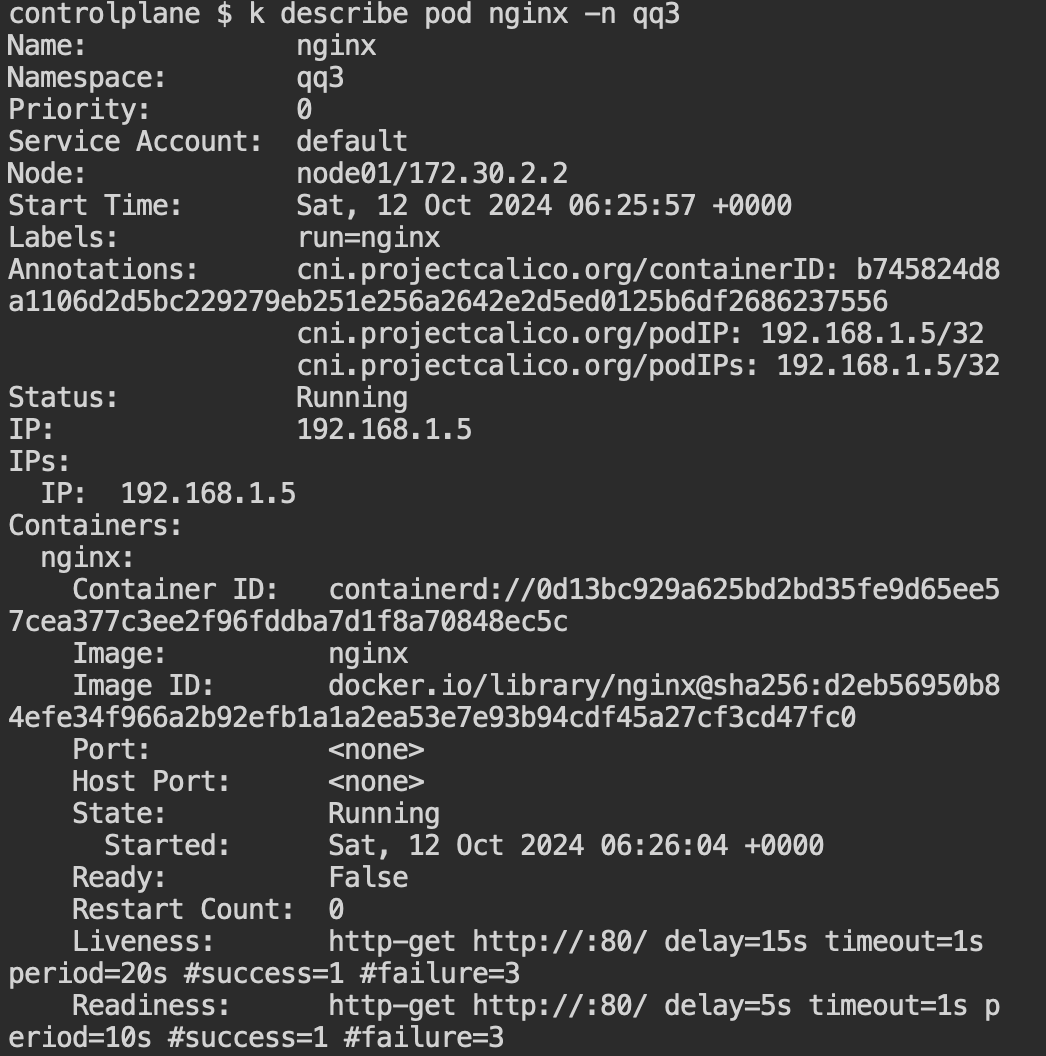 controlplane $ k describe pod nginx -n qq3
Name:             nginx
Namespace:        qq3
Priority:         0
Service Account:  default
Node:             node01/172.30.2.2
Start Time:       Sat, 12 Oct 2024 06:25:57 +0000
Labels:           run=nginx
Annotations:      cni.projectcalico.org/containerID: b745824d8
a1106d2d5bc229279eb251e256a2642e2d5ed0125b6df2686237556
                  cni.projectcalico.org/podIP: 192.168.1.5/32
                  cni.projectcalico.org/podIPs: 192.168.1.5/32
Status:           Running
IP:               192.168.1.5
IPs:
  IP:  192.168.1.5
Containers:
  nginx:
    Container ID:   containerd://0d13bc929a625bd2bd35fe9d65ee5
7cea377c3ee2f96fddba7d1f8a70848ec5c
    Image:          nginx
    Image ID:       docker.io/library/nginx@sha256:d2eb56950b8
4efe34f966a2b92efb1a1a2ea53e7e93b94cdf45a27cf3cd47fc0
    Port:           <none>
    Host Port:      <none>
    State:          Running
      Started:      Sat, 12 Oct 2024 06:26:04 +0000
    Ready:          False
    Restart Count:  0
    Liveness:       http-get http://:80/ delay=15s timeout=1s
period=20s #success=1 #failure=3
    Readiness:      http-get http://:80/ delay=5s timeout=1s p
eriod=10s #success=1 #failure=3